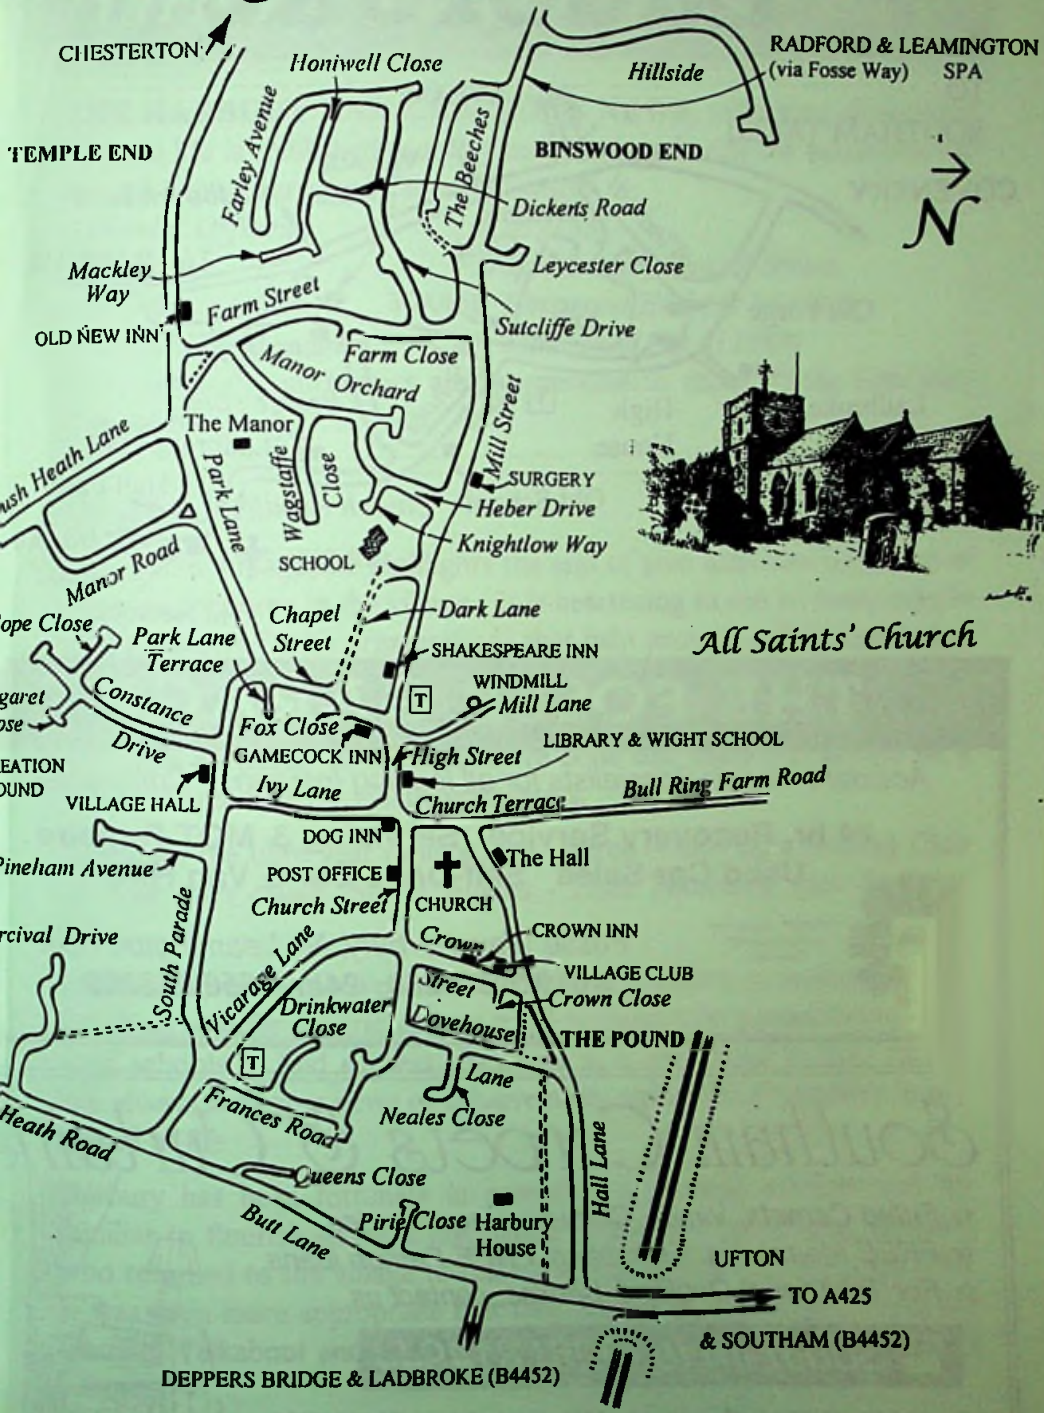 CHESTERTON
Honiwell Close
Hillside
RADFORD & LEAMINGTON
(via Fosse Way) SPA
Farley Avenue
TEMPLE END
The Beeches
BINSWOOD END
N
Dickens Road
Mackley
Way
Leycester Close
Farm Street
OLD NEW INN
Sutcliffe Drive
Farm Close
Manor Orchard
Mill Street
The Manor
Heath Lane
Park Lane
Wagstaffe
Close
SURGERY
Heber Drive
Knightlow Way
SCHOOL
Manor Road
Dark Lane
Chapel
Street
Close
Park Lane
Terrace
SHAKESPEARE INN
All Saints' Church
WINDMILL
T
Mill Lane
Constance
Drive
Fox Close
GAMECOCK INN
High Street
LIBRARY & WIGHT SCHOOL
VILLAGE HALL
Ivy Lane
Church Terrace
Bull Ring Farm Road
DOG INN
The Hall
Pineham Avenue
POST OFFICE
Church Street
CHURCH
Drive
South Parade
Vicarage Lane
Crown
Street
CROWN INN
VILLAGE CLUB
Crown Close
Drinkwater
Close
Dovehouse
Lane
THE POUND
T
Frances Road
Neales Close
Heath Road
Hall Lane
Queens Close
Butt Lane
Pirie Close
Harbury
House
UFTON
TO A425
& SOUTHAM (B4452)
DEPPERS BRIDGE & LADBROKE (B4452)